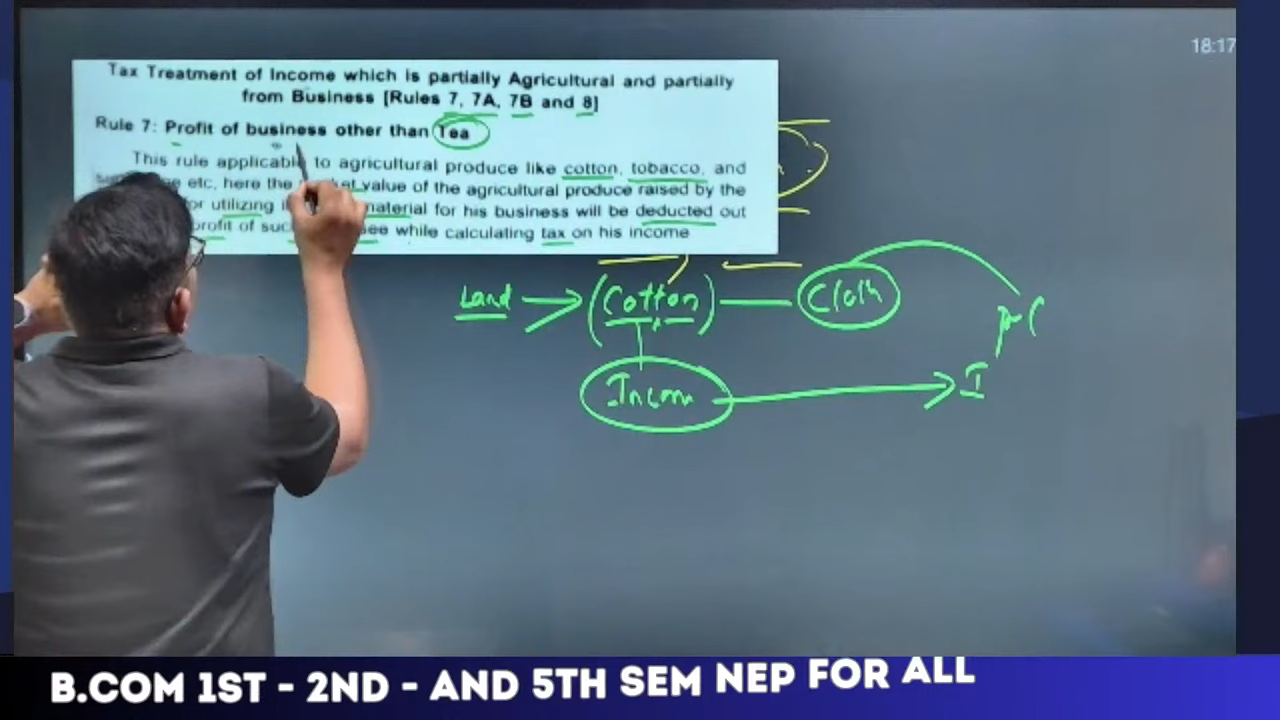 18:17
Tax Treatment of Income which is partially Agricultural and partially
from Business [Rules 7, 7A, 7B and 8]
Rule 7: Profit of business other than Tea
This rule applicable to agricultural produce like cotton, tobacco, and
etc, here the value of the agricultural produce raised by the
or utilizing material for his business will be deducted out
profit of while calculating tax on his income
Land (Cotton) Cloth
Incom I
B.COM 1ST - 2ND - AND 5TH SEM NEP FOR ALL